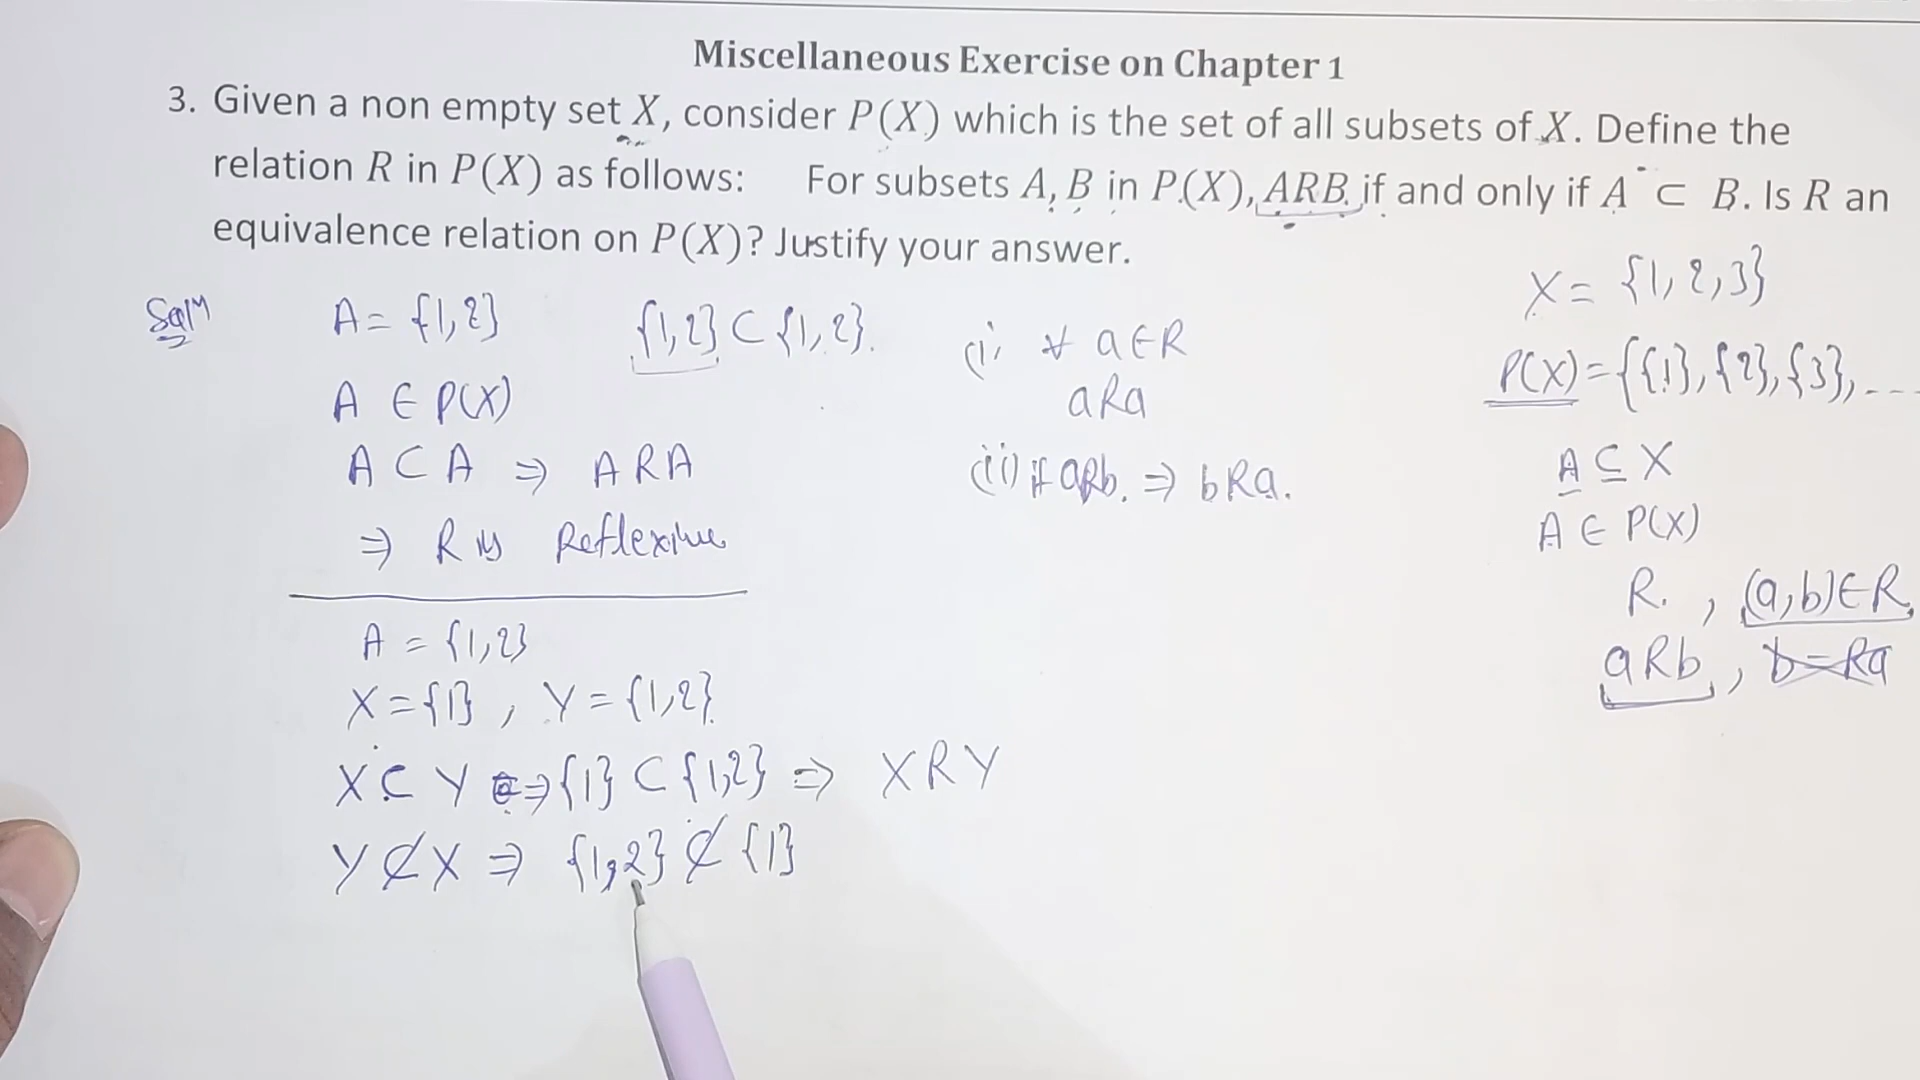 Miscellaneous Exercise on Chapter 1
3. Given a non empty set X, consider P(X) which is the set of all subsets of X. Define the
relation R in P(X) as follows: For subsets A, B in P(X), ARB if and only if A ⊂ B. Is R an
equivalence relation on P(X)? Justify your answer.
Solⁿ
A = {1,2}
{1,2} ⊂ {1,2}.
A ∈ P(X)
A ⊂ A ⇒ A R A
⇒ R is Reflexive
(i) ∀ a ∈ R
aRa
(ii) if aRb. ⇒ bRa.
X = {1, 2, 3}
P(X) = {{1}, {2}, {3}, ----
A ⊆ X
A ∈ P(X)
R. , (a,b) ∈ R,
aRb , b Ra
A = {1,2}
X = {1} , Y = {1,2}
X ⊂ Y ⇒ {1} ⊂ {1,2} ⇒ X R Y
Y ⊄ X ⇒ {1,2} ⊄ {1}